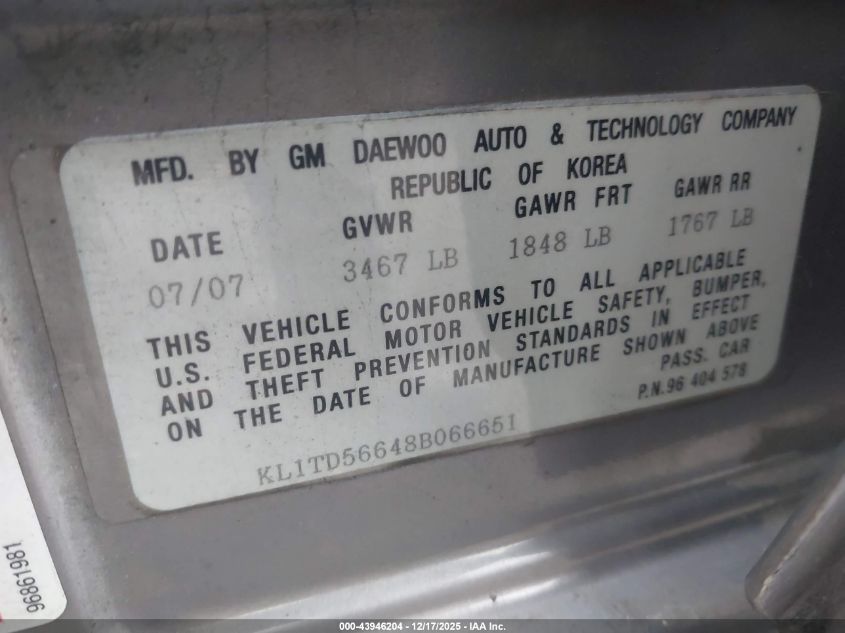 MFD. BY GM DAEWOO AUTO & TECHNOLOGY COMPANY
REPUBLIC OF KOREA
DATE GVWR GAWR FRT GAWR RR
07/07 3467 LB 1848 LB 1767 LB
THIS VEHICLE CONFORMS TO ALL APPLICABLE
U.S. FEDERAL MOTOR VEHICLE SAFETY, BUMPER,
AND THEFT PREVENTION STANDARDS IN EFFECT
ON THE DATE OF MANUFACTURE SHOWN ABOVE
PASS. CAR
P.N.96 404 578
KL1TD56648B066651
96861981
000-43946204 - 12/17/2025 - IAA Inc.